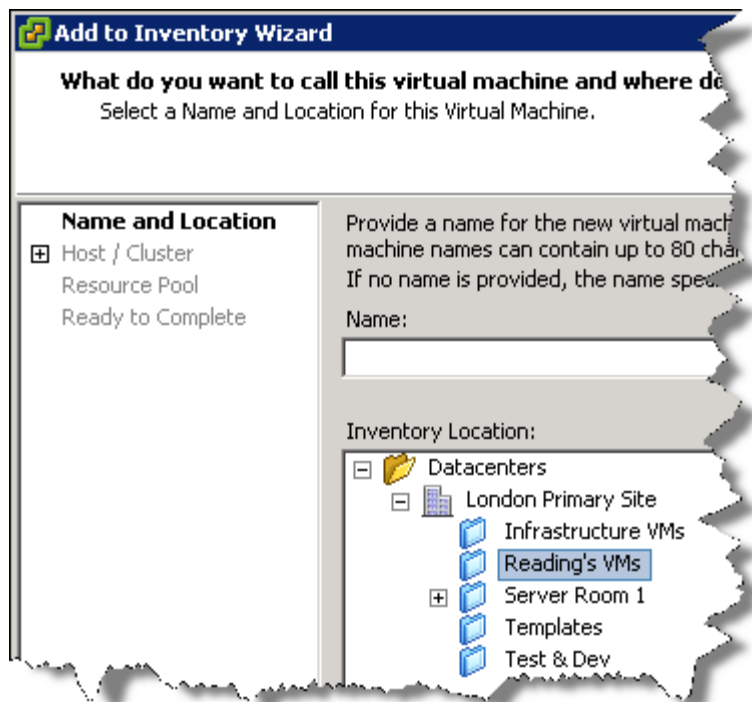 Add to Inventory Wizard
What do you want to call this virtual machine and where do
Select a Name and Location for this Virtual Machine.
Name and Location
Host / Cluster
Resource Pool
Ready to Complete
Provide a name for the new virtual mach
machine names can contain up to 80 cha
If no name is provided, the name spec
Name:
Inventory Location:
Datacenters
London Primary Site
Infrastructure VMs
Reading's VMs
Server Room 1
Templates
Test & Dev